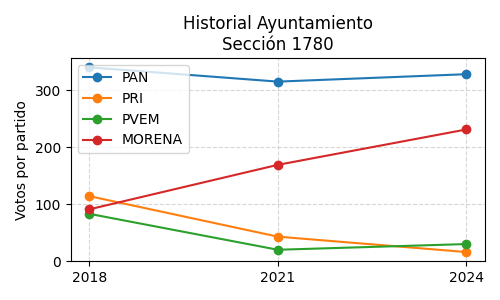 Historial Ayuntamiento
Sección 1780
Votos por partido
300
200
100
0
PAN
PRI
PVEM
MORENA
2018
2021
2024